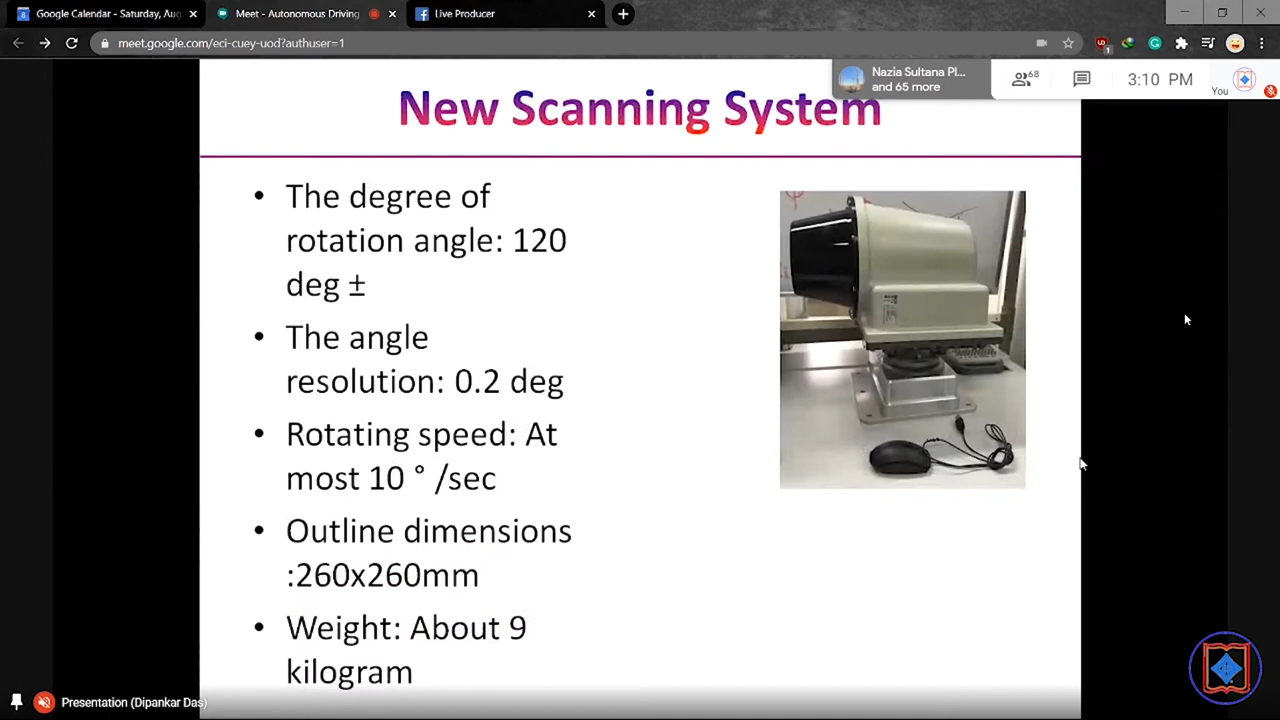 Google Calendar - Saturday, Aug
Meet - Autonomous Driving
Live Producer
meet.google.com/eci-cuey-uod?authuser=1
Nazia Sultana Pl...
and 65 more
68
3:10 PM
You
New Scanning System
• The degree of
rotation angle: 120
deg ±
• The angle
resolution: 0.2 deg
• Rotating speed: At
most 10 ° /sec
• Outline dimensions
:260x260mm
• Weight: About 9
kilogram
Presentation (Dipankar Das)